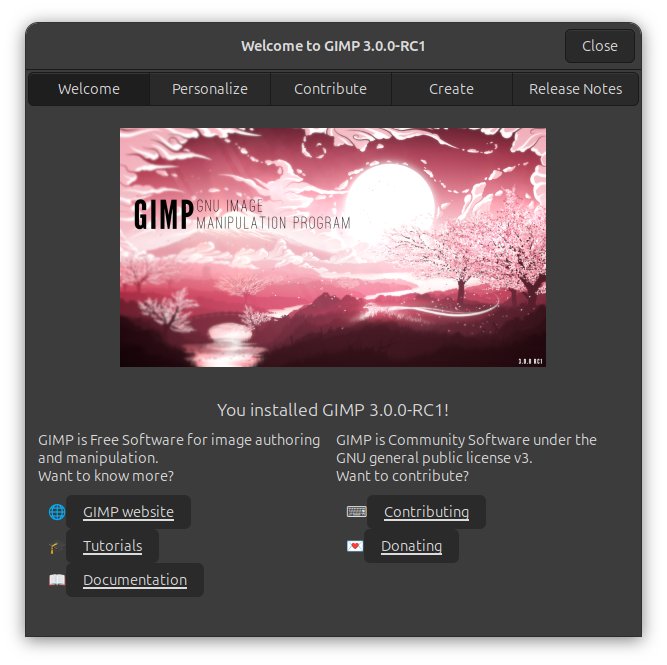 Welcome to GIMP 3.0.0-RC1
Close
Welcome
Personalize
Contribute
Create
Release Notes
GIMP
GNU IMAGE
MANIPULATION PROGRAM
3.0.0 RC1
You installed GIMP 3.0.0-RC1!
GIMP is Free Software for image authoring
and manipulation.
Want to know more?
GIMP website
Tutorials
Documentation
GIMP is Community Software under the
GNU general public license v3.
Want to contribute?
Contributing
Donating